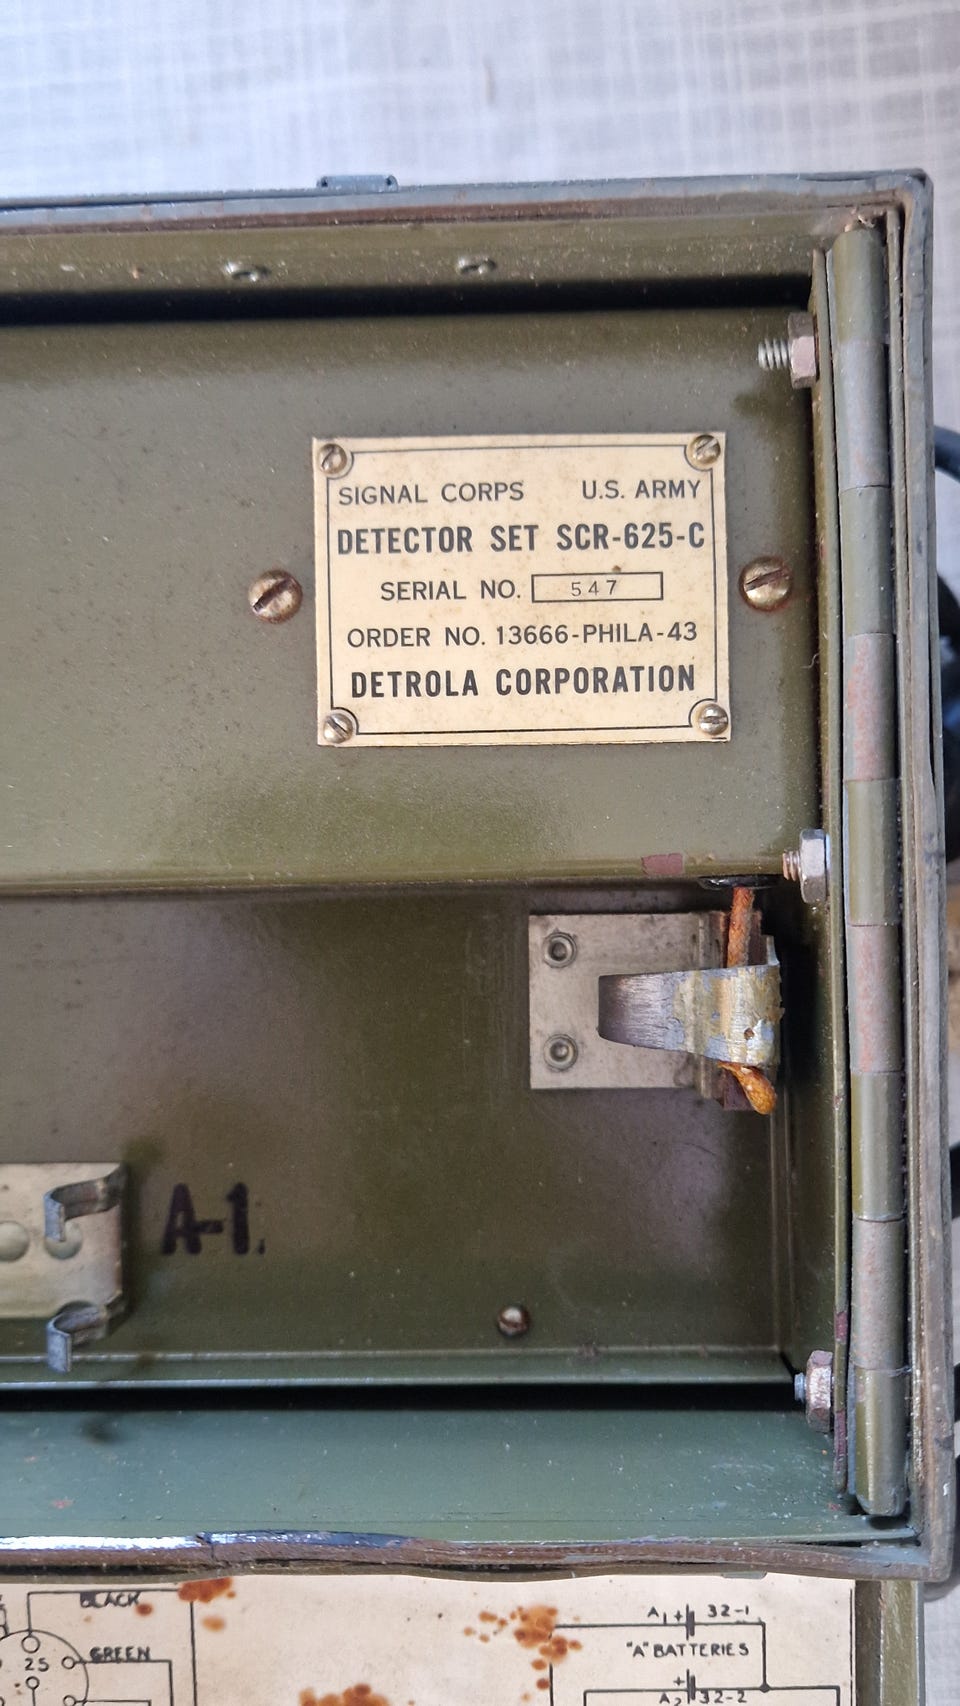 SIGNAL CORPS U.S. ARMY
DETECTOR SET SCR-625-C
SERIAL NO. 547
ORDER NO. 13666-PHILA-43
DETROLA CORPORATION
A-1
BLACK
GREEN
25
A1 + 32-1
"A" BATTERIES
+
A2 32-2